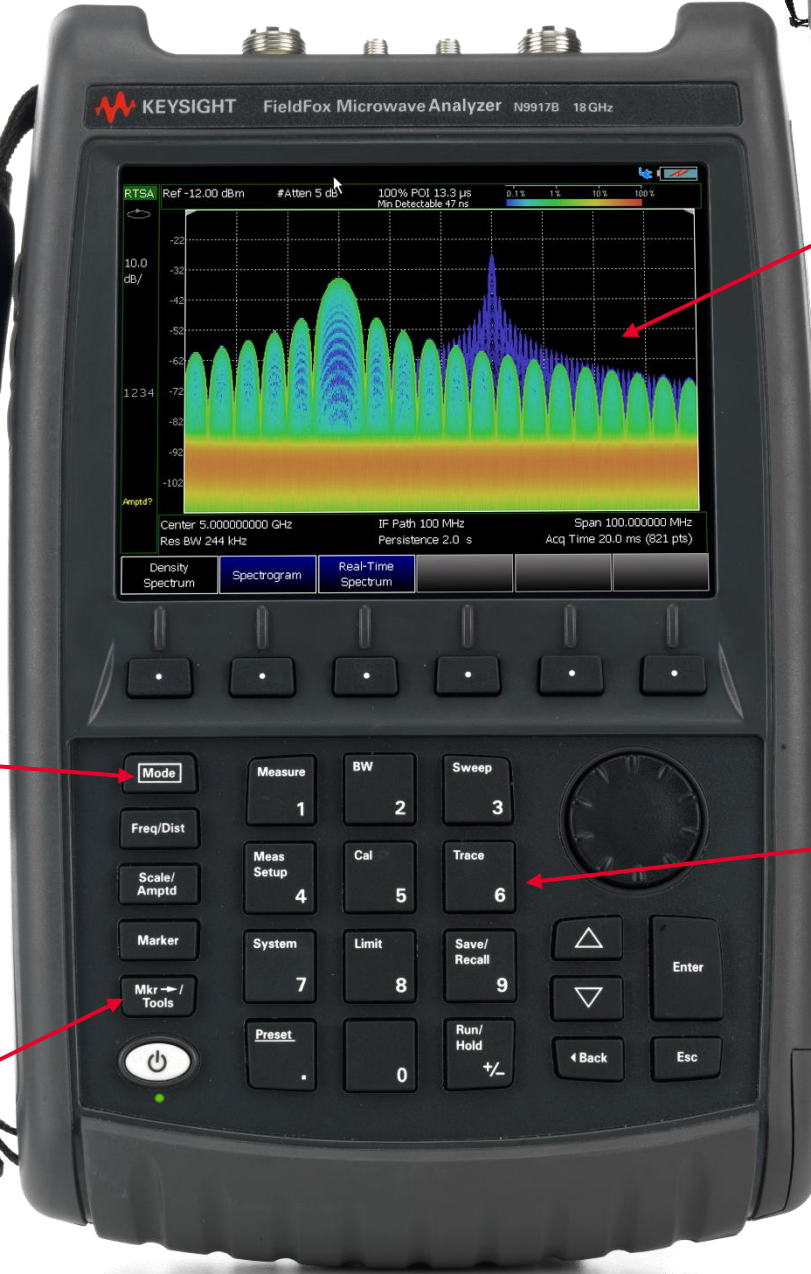 KEYSIGHT FieldFox Microwave Analyzer N9917B 18 GHz
RTSA Ref -12.00 dBm #Atten 5 dB 100% POI 13.3 µs 0.1% 1% 10% 100%
Min Detectable 47 ns
-22
10.0
dB/
-32
-42
-52
-62
1234
-72
-82
-92
-102
Amptd?
Center 5.000000000 GHz IF Path 100 MHz Span 100.000000 MHz
Res BW 244 kHz Persistence 2.0 s Acq Time 20.0 ms (821 pts)
Density
Spectrum
Spectrogram
Real-Time
Spectrum
Mode
Measure
1
BW
2
Sweep
3
Freq/Dist
Scale/
Amptd
Meas
Setup
4
Cal
5
Trace
6
Marker
System
7
Limit
8
Save/
Recall
9
Enter
Mkr→/
Tools
Preset
.
0
Run/
Hold
+/−
Back
Esc